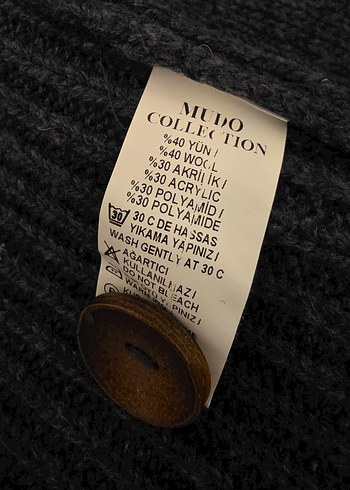 MUDO
COLLECTION
%40 YÜN /
%40 WOOL
%30 AKRİLİK /
%30 ACRYLIC
%30 POLYAMİD /
%30 POLYAMIDE
30 30 C DE HASSAS
YIKAMA YAPINIZ /
WASH GENTLY AT 30 C
AĞARTICI
KULLANILMAZ /
DO NOT BLEACH